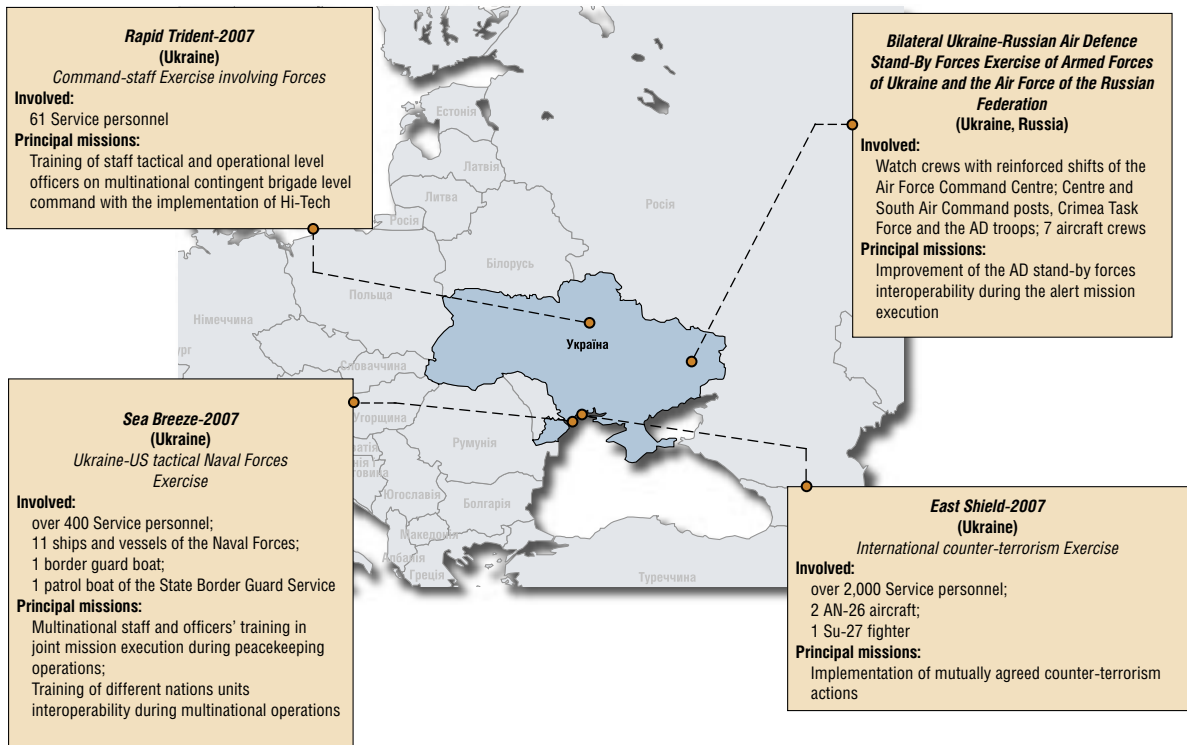 Rapid Trident-2007
(Ukraine)
Command-staff Exercise involving Forces
Involved:
61 Service personnel
Principal missions:
Training of staff tactical and operational level
officers on multinational contingent brigade level
command with the implementation of Hi-Tech
Bilateral Ukraine-Russian Air Defence
Stand-By Forces Exercise of Armed Forces
of Ukraine and the Air Force of the Russian
Federation
(Ukraine, Russia)
Involved:
Watch crews with reinforced shifts of the
Air Force Command Centre; Centre and
South Air Command posts, Crimea Task
Force and the AD troops; 7 aircraft crews
Principal missions:
Improvement of the AD stand-by forces
interoperability during the alert mission
execution
Естонія
Латвія
Литва
Росія
Росія
Білорусь
Польща
Німеччина
Україна
Словаччина
Угорщина
Румунія
Югославія
Болгарія
Македонія
Албанія
Греція
Туреччина
Sea Breeze-2007
(Ukraine)
Ukraine-US tactical Naval Forces
Exercise
Involved:
over 400 Service personnel;
11 ships and vessels of the Naval Forces;
1 border guard boat;
1 patrol boat of the State Border Guard Service
Principal missions:
Multinational staff and officers’ training in
joint mission execution during peacekeeping
operations;
Training of different nations units
interoperability during multinational operations
East Shield-2007
(Ukraine)
International counter-terrorism Exercise
Involved:
over 2,000 Service personnel;
2 AN-26 aircraft;
1 Su-27 fighter
Principal missions:
Implementation of mutually agreed counter-terrorism
actions